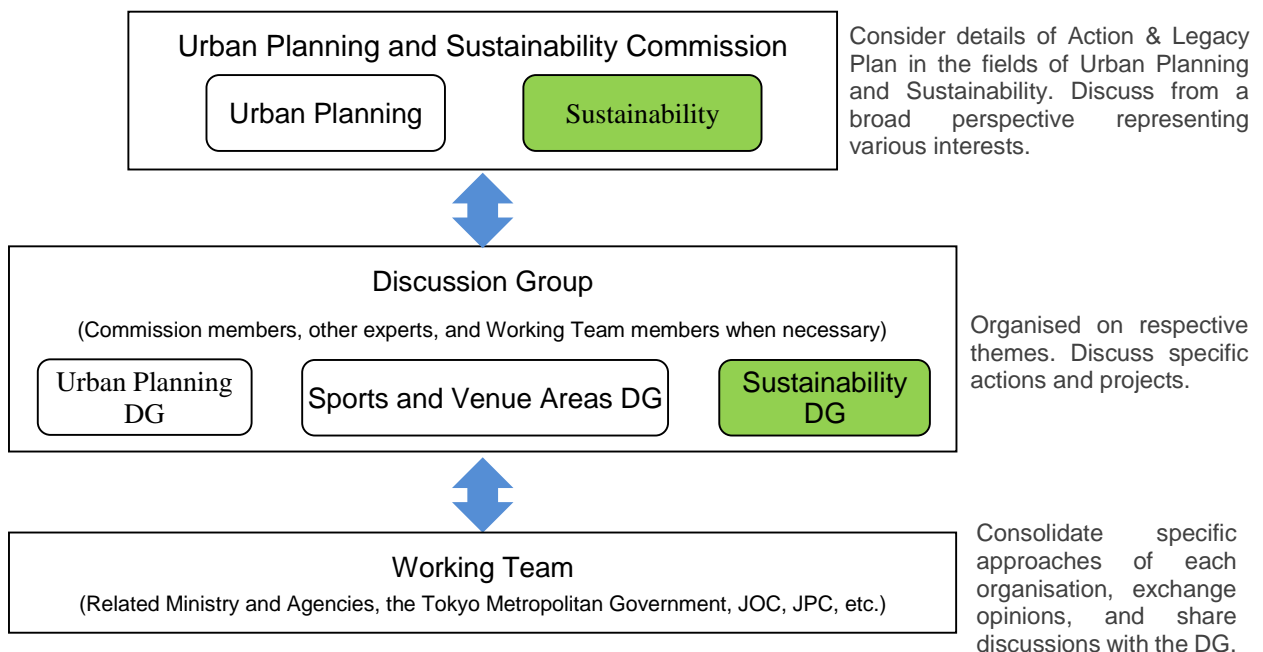 Urban Planning and Sustainability Commission
Urban Planning
Sustainability
Consider details of Action & Legacy
Plan in the fields of Urban Planning
and Sustainability. Discuss from a
broad perspective representing
various interests.
Discussion Group
(Commission members, other experts, and Working Team members when necessary)
Urban Planning
DG
Sports and Venue Areas DG
Sustainability
DG
Organised on respective
themes. Discuss specific
actions and projects.
Working Team
(Related Ministry and Agencies, the Tokyo Metropolitan Government, JOC, JPC, etc.)
Consolidate specific
approaches of each
organisation, exchange
opinions, and share
discussions with the DG.